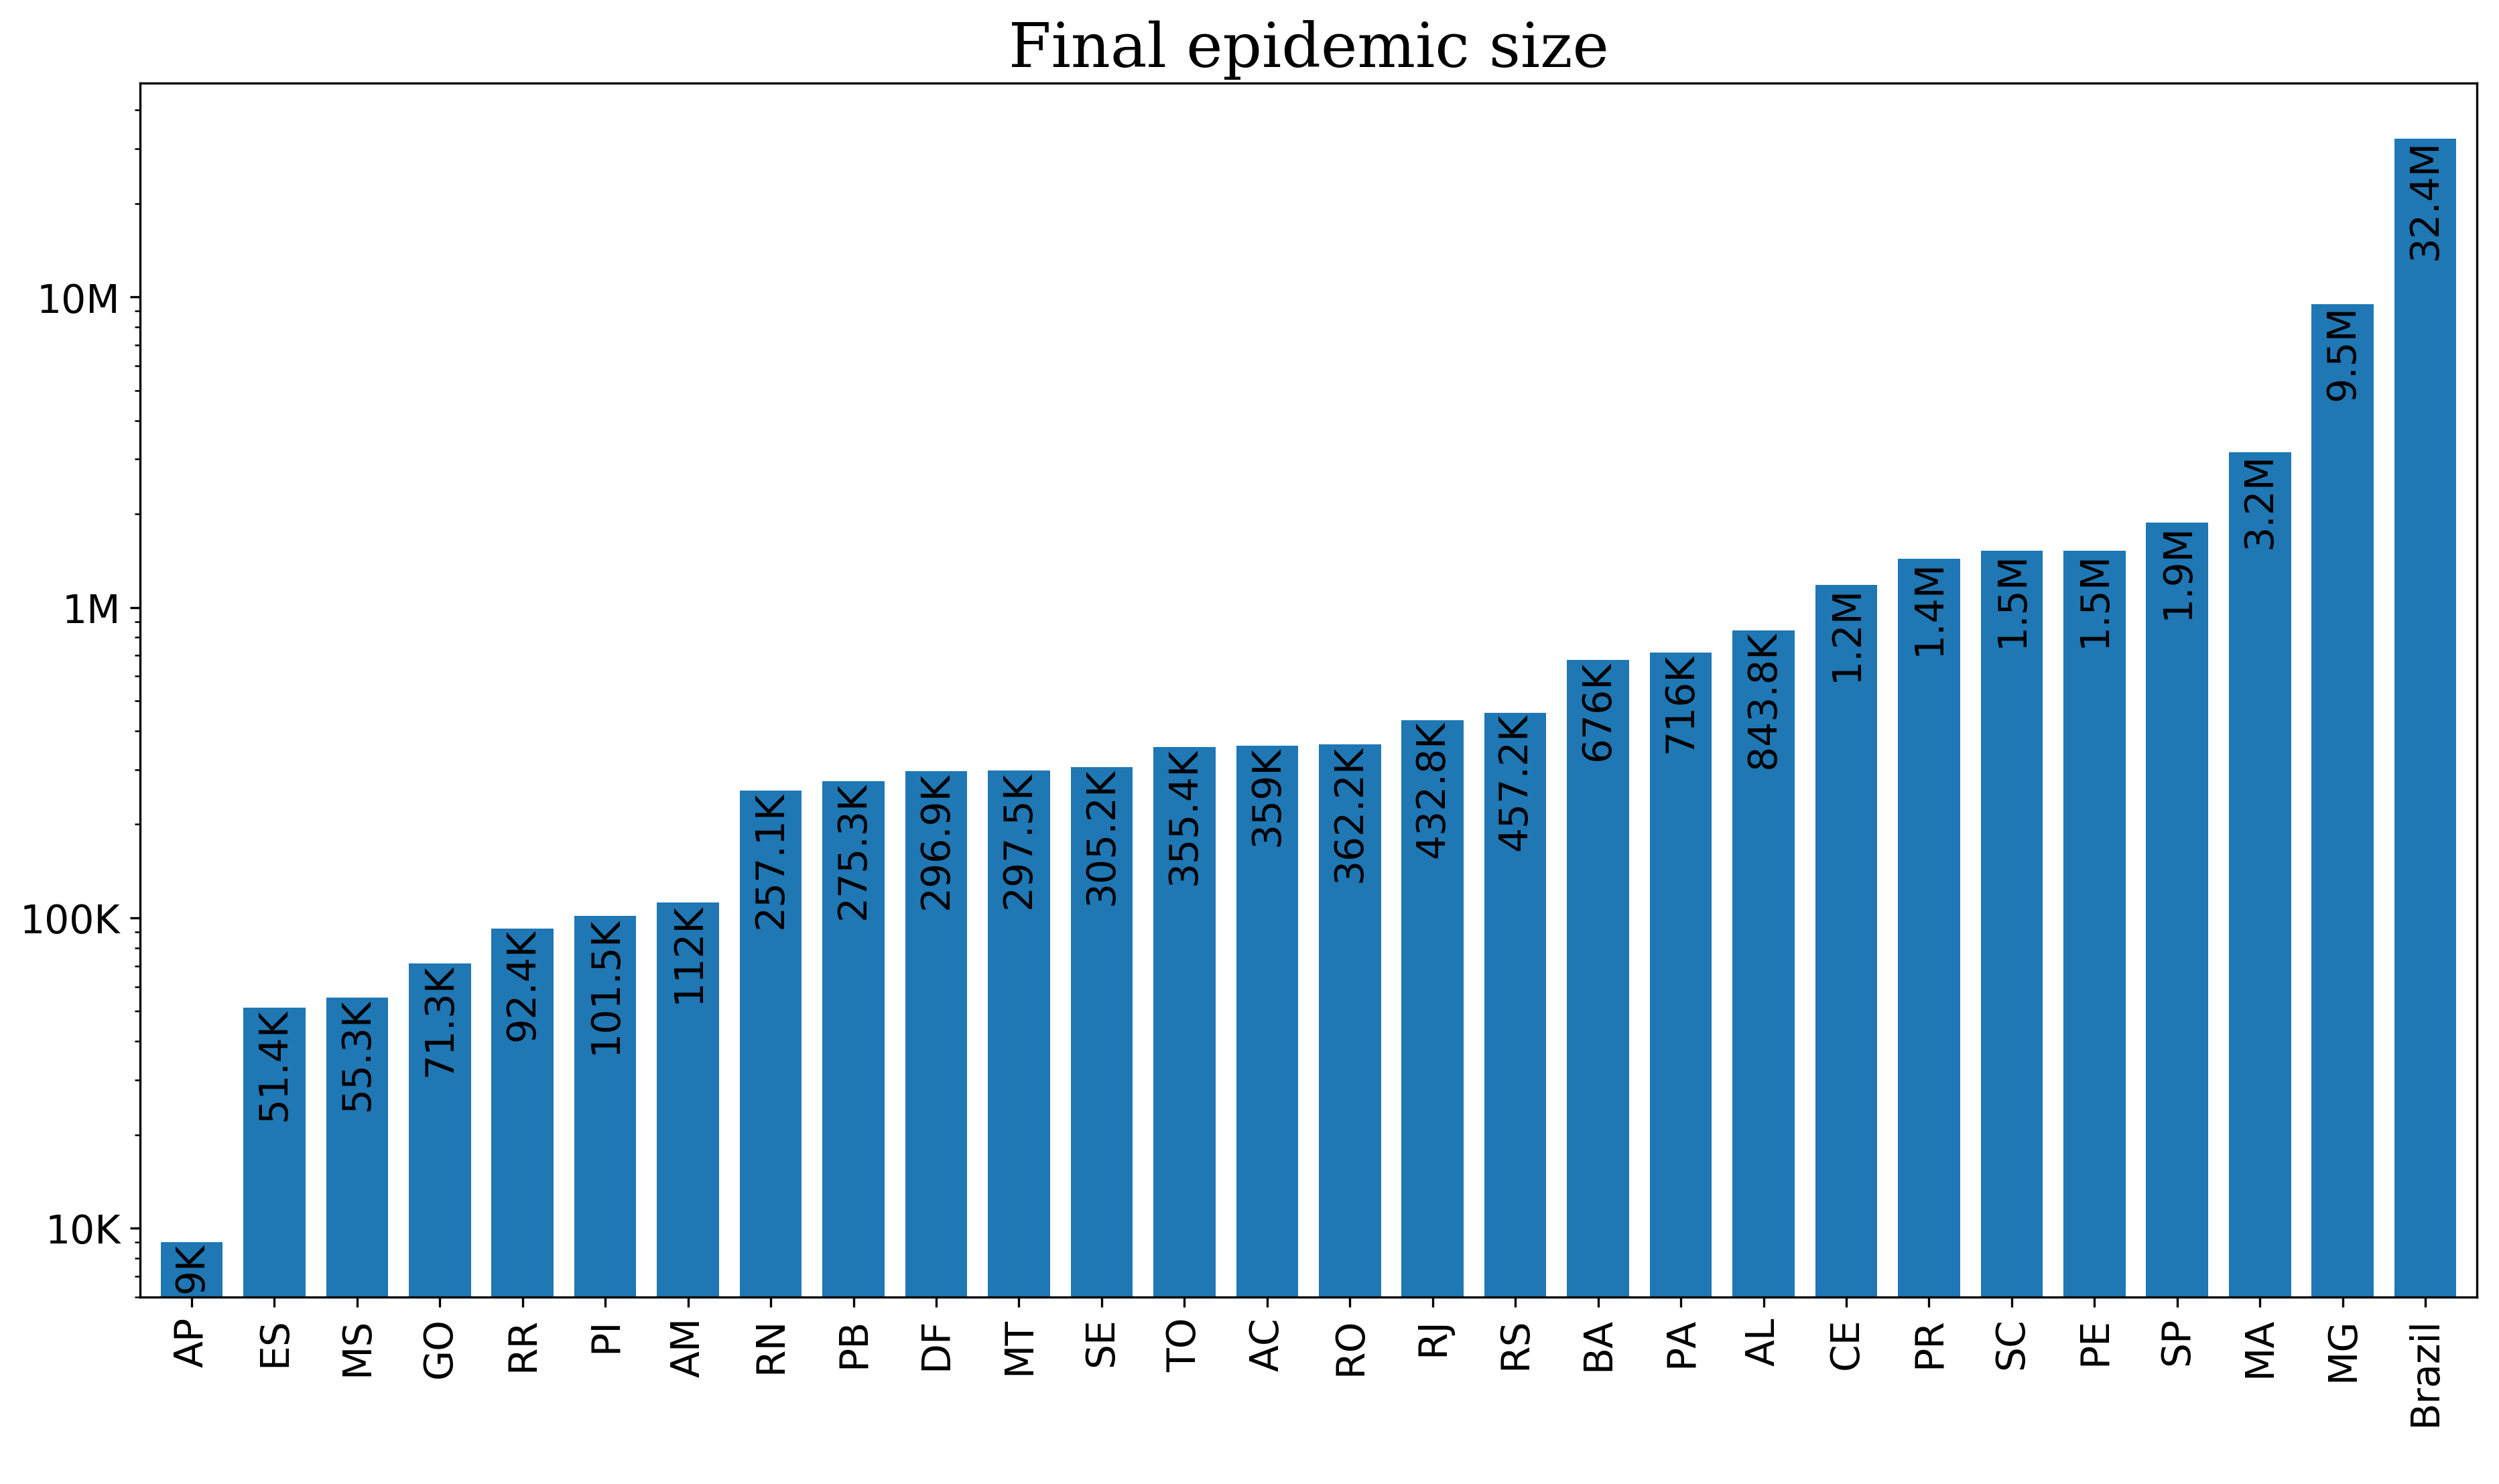 Final epidemic size
10M
1M
100K
10K
9K
51.4K
55.3K
71.3K
92.4K
101.5K
112K
257.1K
275.3K
296.9K
297.5K
305.2K
355.4K
359K
362.2K
432.8K
457.2K
676K
716K
843.8K
1.2M
1.4M
1.5M
1.5M
1.9M
3.2M
9.5M
32.4M
AP
ES
MS
GO
RR
PI
AM
RN
PB
DF
MT
SE
TO
AC
RO
RJ
RS
BA
PA
AL
CE
PR
SC
PE
SP
MA
MG
Brazil